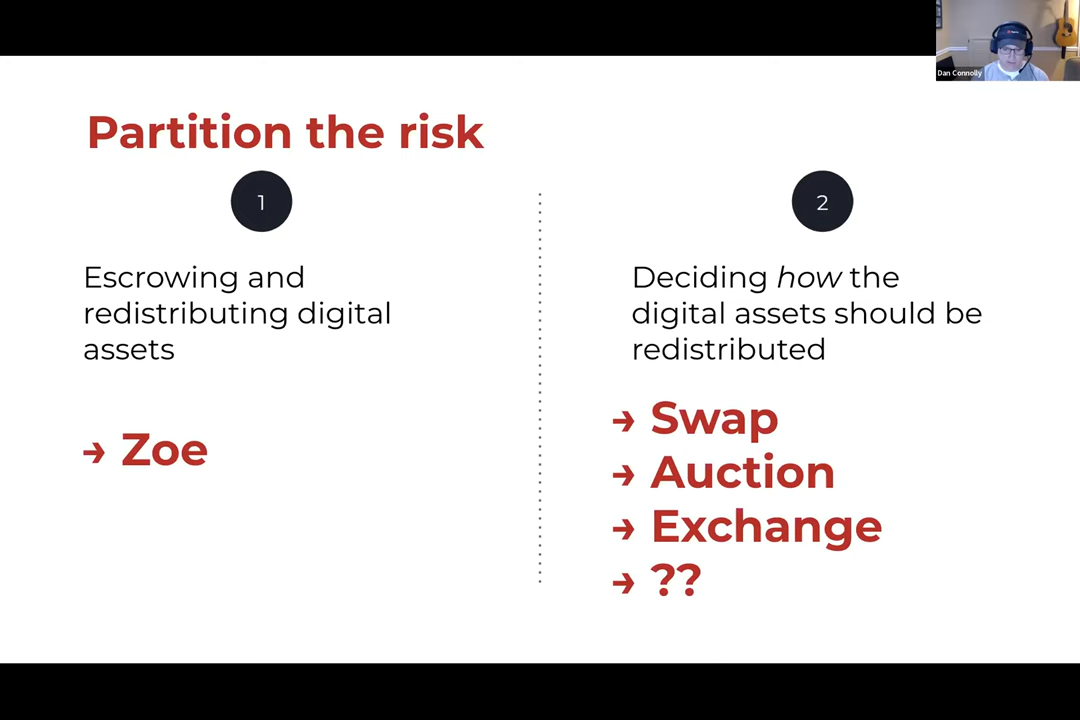 Dan Connolly
Partition the risk
1
Escrowing and
redistributing digital
assets
→ Zoe
2
Deciding how the
digital assets should be
redistributed
→ Swap
→ Auction
→ Exchange
→ ??